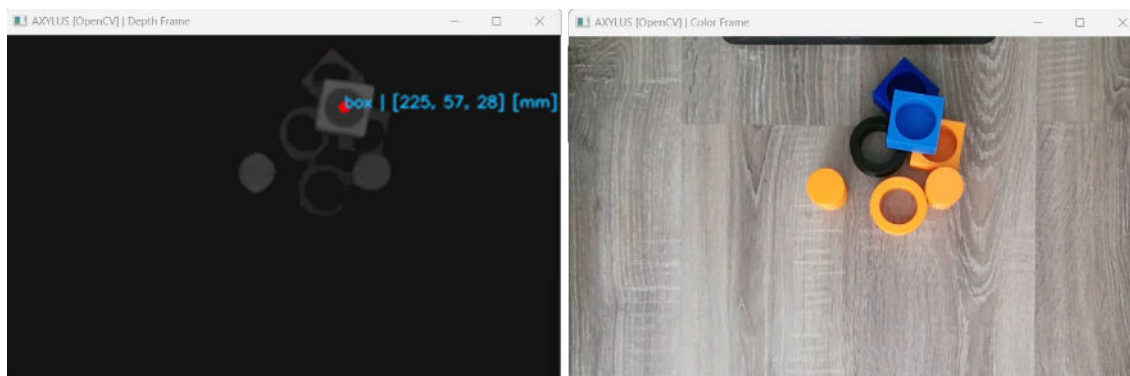 AXYLUS [OpenCV] | Depth Frame
box | [225, 57, 28] [mm]
AXYLUS [OpenCV] | Color Frame